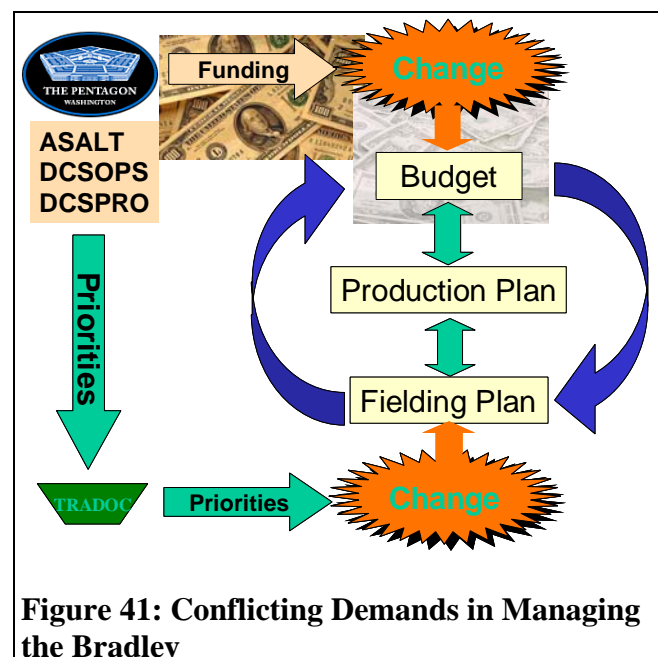 THE PENTAGON
WASHINGTON
Funding
Change
ASALT
DCSOPS
DCSPRO
Budget
Priorities
Production Plan
Fielding Plan
TRADOC
Priorities
Change
Figure 41: Conflicting Demands in Managing
the Bradley